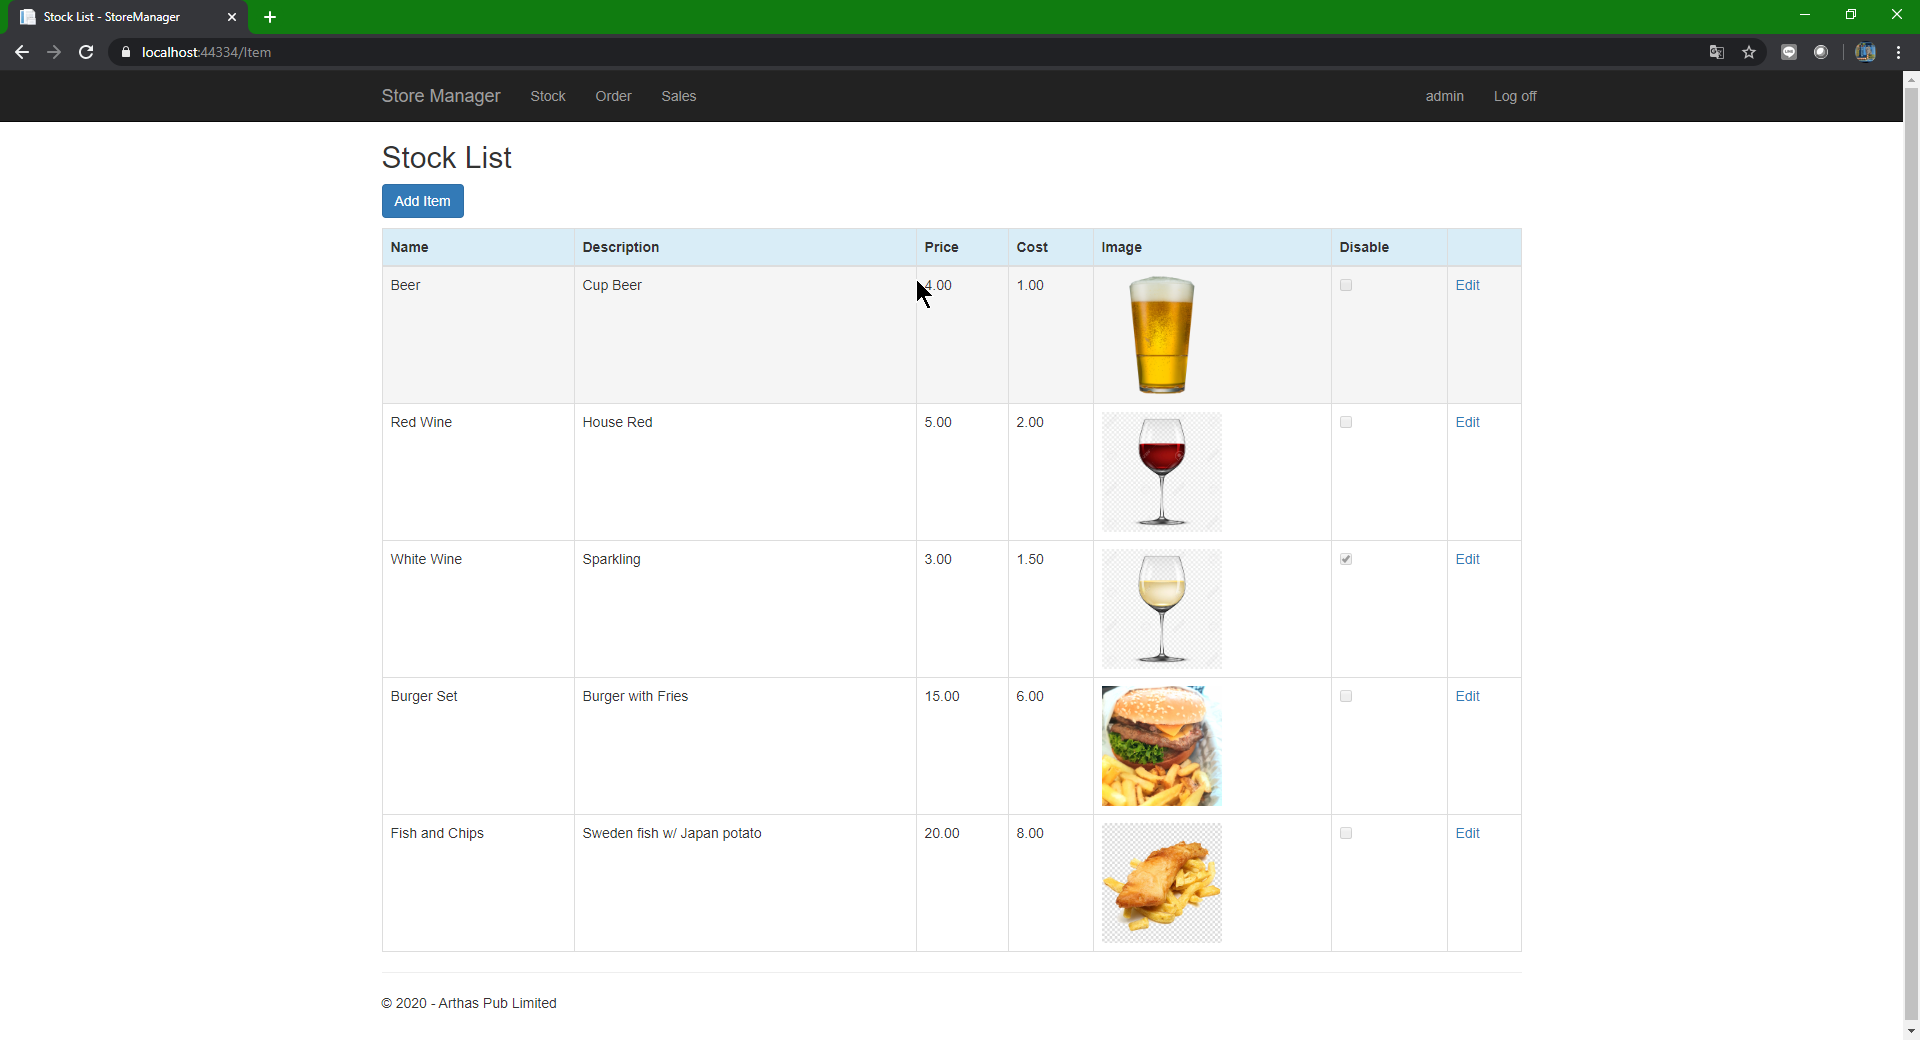 Stock List - StoreManager
localhost:44334/Item
Store Manager Stock Order Sales admin Log off
Stock List
Add Item
Name Description Price Cost Image Disable
Beer Cup Beer 4.00 1.00 Edit
Red Wine House Red 5.00 2.00 Edit
White Wine Sparkling 3.00 1.50 Edit
Burger Set Burger with Fries 15.00 6.00 Edit
Fish and Chips Sweden fish w/ Japan potato 20.00 8.00 Edit
© 2020 - Arthas Pub Limited